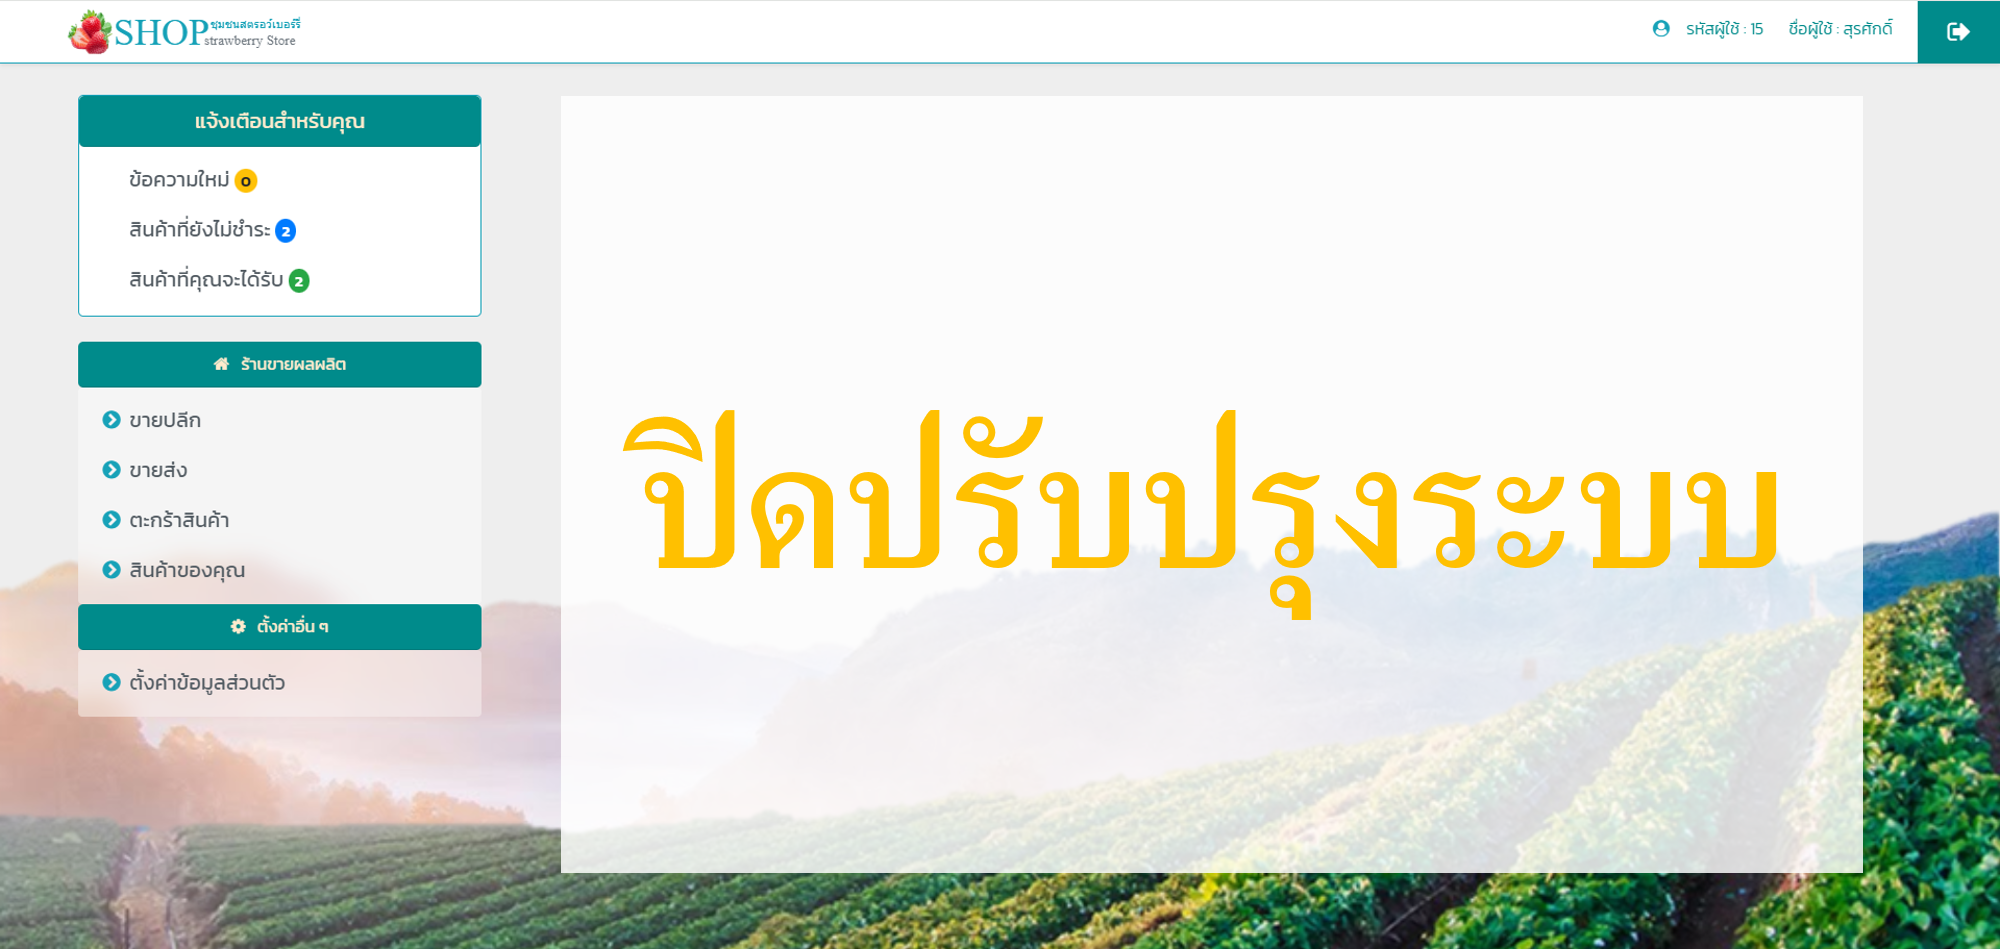 SHOP ชุมชนสตรอว์เบอร์รี่
strawberry Store
รหัสผู้ใช้ : 15 ชื่อผู้ใช้ : สุรศักดิ์
แจ้งเตือนสำหรับคุณ
ข้อความใหม่ 0
สินค้าที่ยังไม่ชำระ 2
สินค้าที่คุณจะได้รับ 2
ร้านขายผลผลิต
ขายปลีก
ขายส่ง
ตะกร้าสินค้า
สินค้าของคุณ
ตั้งค่าอื่น ๆ
ตั้งค่าข้อมูลส่วนตัว
ปิดปรับปรุงระบบ